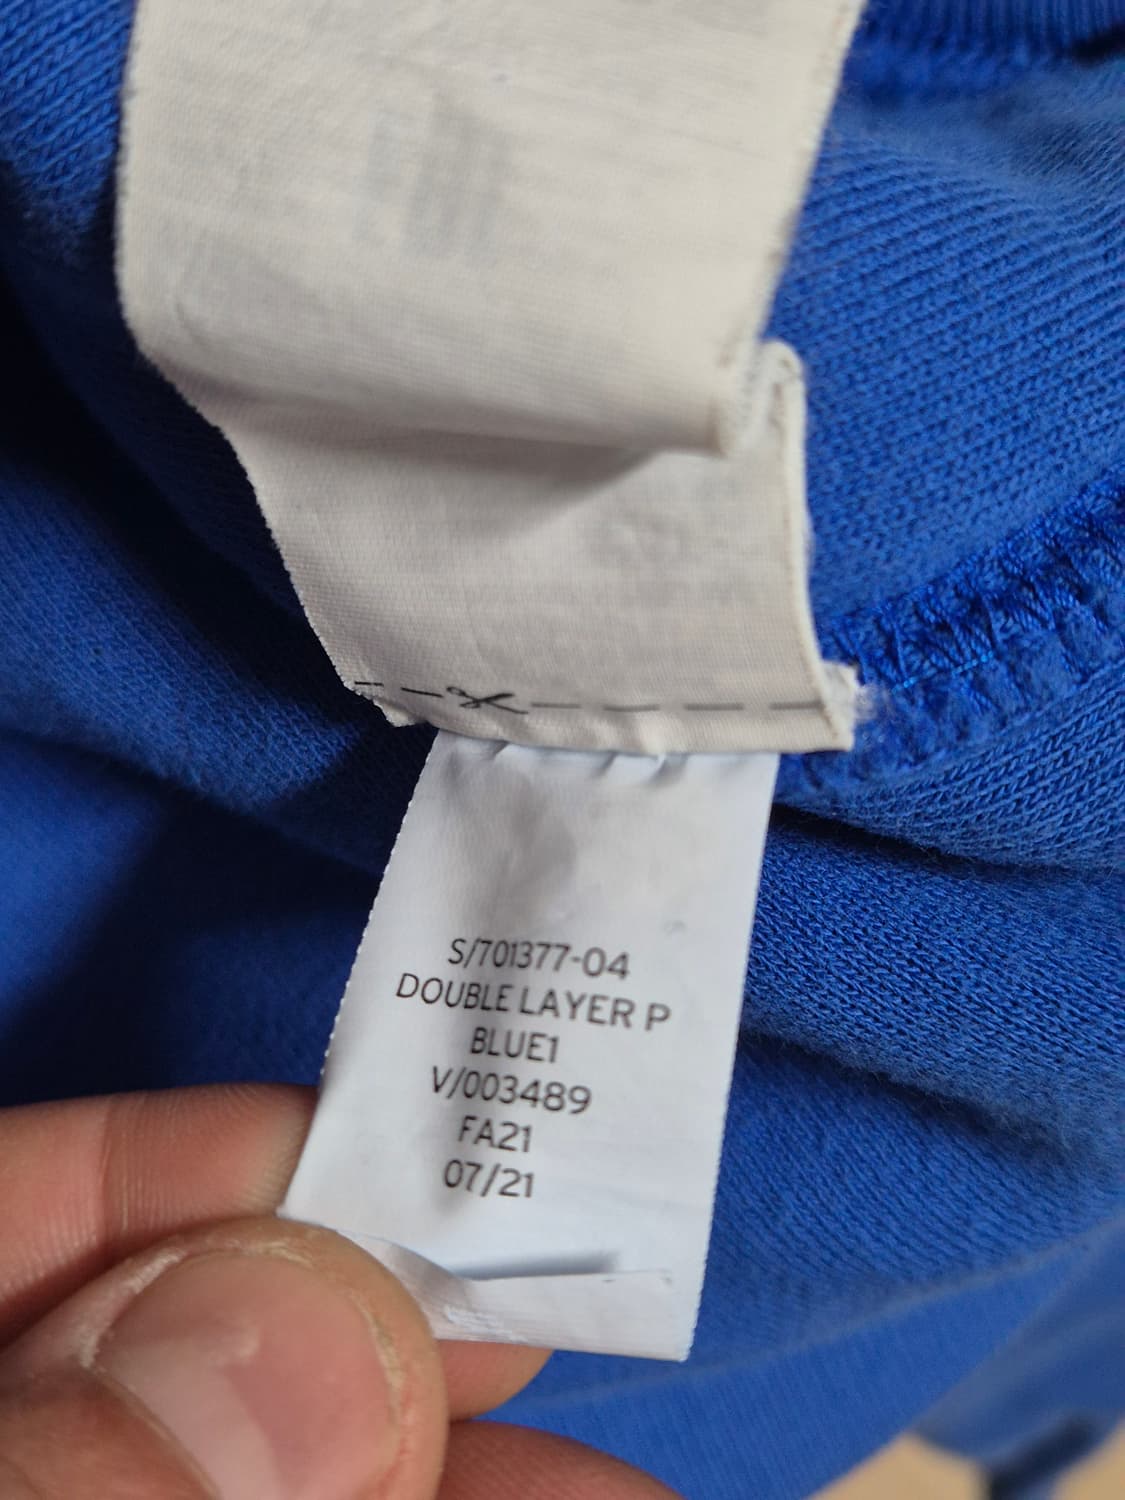 S/701377-04
DOUBLE LAYER P
BLUE1
V/003489
FA21
07/21